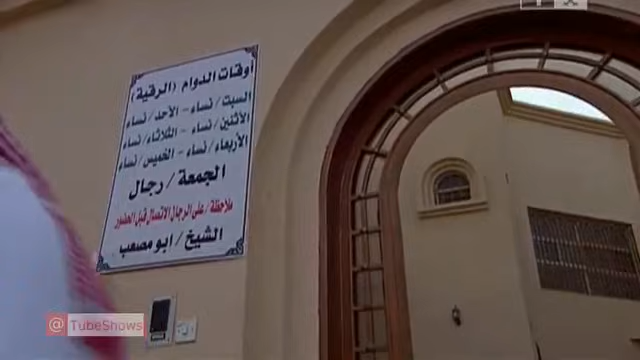 أوقات الدوام (الرقية)
السبت/ نساء - الأحد/ نساء
الأثنين/ نساء - الثلاثاء/ نساء
الأربعاء/ نساء - الخميس/ نساء
الجمعة / رجال
ملاحظة / على الرجال الاتصال قبل الحضور
الشيخ / ابو مصعب
@TubeShows